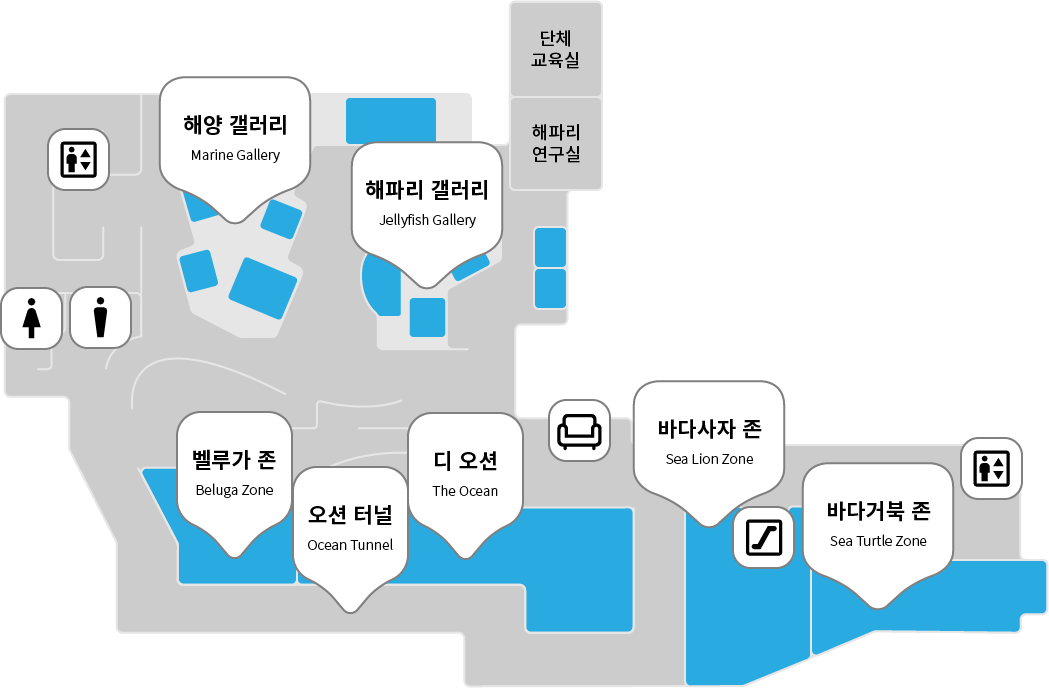 단체
교육실
해파리
연구실
해양 갤러리
Marine Gallery
해파리 갤러리
Jellyfish Gallery
벨루가 존
Beluga Zone
오션 터널
Ocean Tunnel
디 오션
The Ocean
바다사자 존
Sea Lion Zone
바다거북 존
Sea Turtle Zone